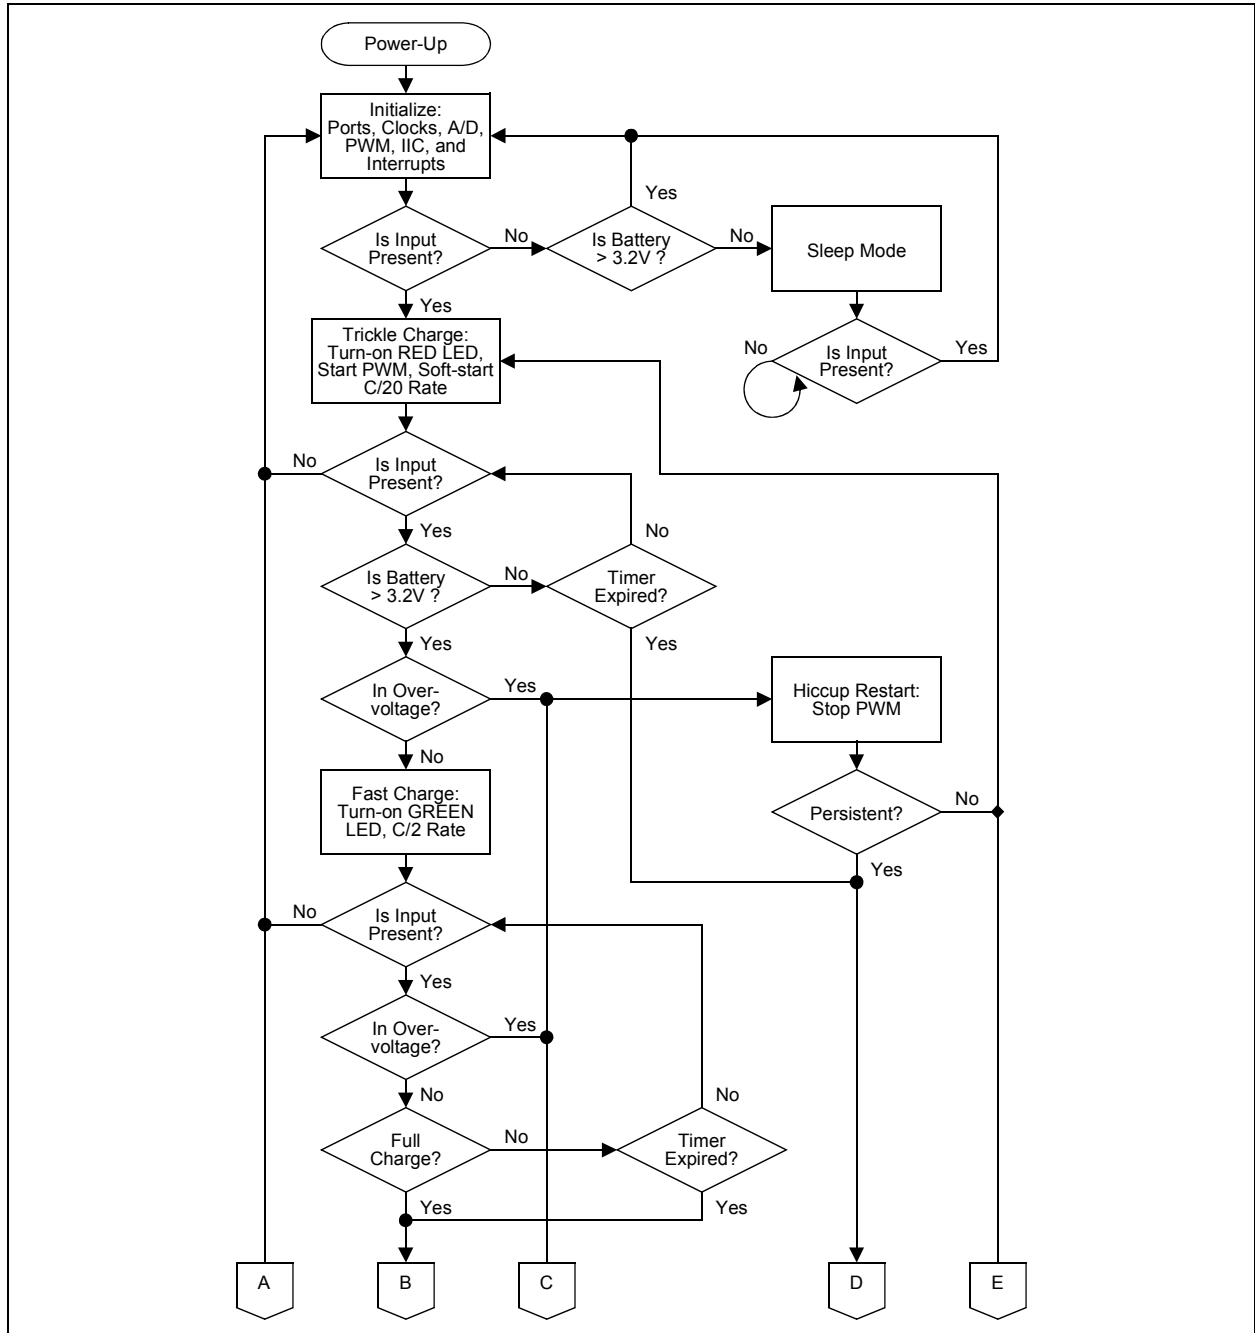 Power-Up
Initialize:
Ports, Clocks, A/D,
PWM, IIC, and
Interrupts
Yes
Is Input
Present?
No
Is Battery
> 3.2V ?
No
Sleep Mode
Yes
Trickle Charge:
Turn-on RED LED,
Start PWM, Soft-start
C/20 Rate
No
Is Input
Present?
Yes
No
Is Input
Present?
Yes
No
Is Battery
> 3.2V ?
No
Timer
Expired?
Yes
Yes
In Over-
voltage?
Yes
Hiccup Restart:
Stop PWM
No
Fast Charge:
Turn-on GREEN
LED, C/2 Rate
Persistent?
No
Yes
No
Is Input
Present?
Yes
In Over-
voltage?
Yes
No
No
Full
Charge?
No
Timer
Expired?
Yes
Yes
A
B
C
D
E